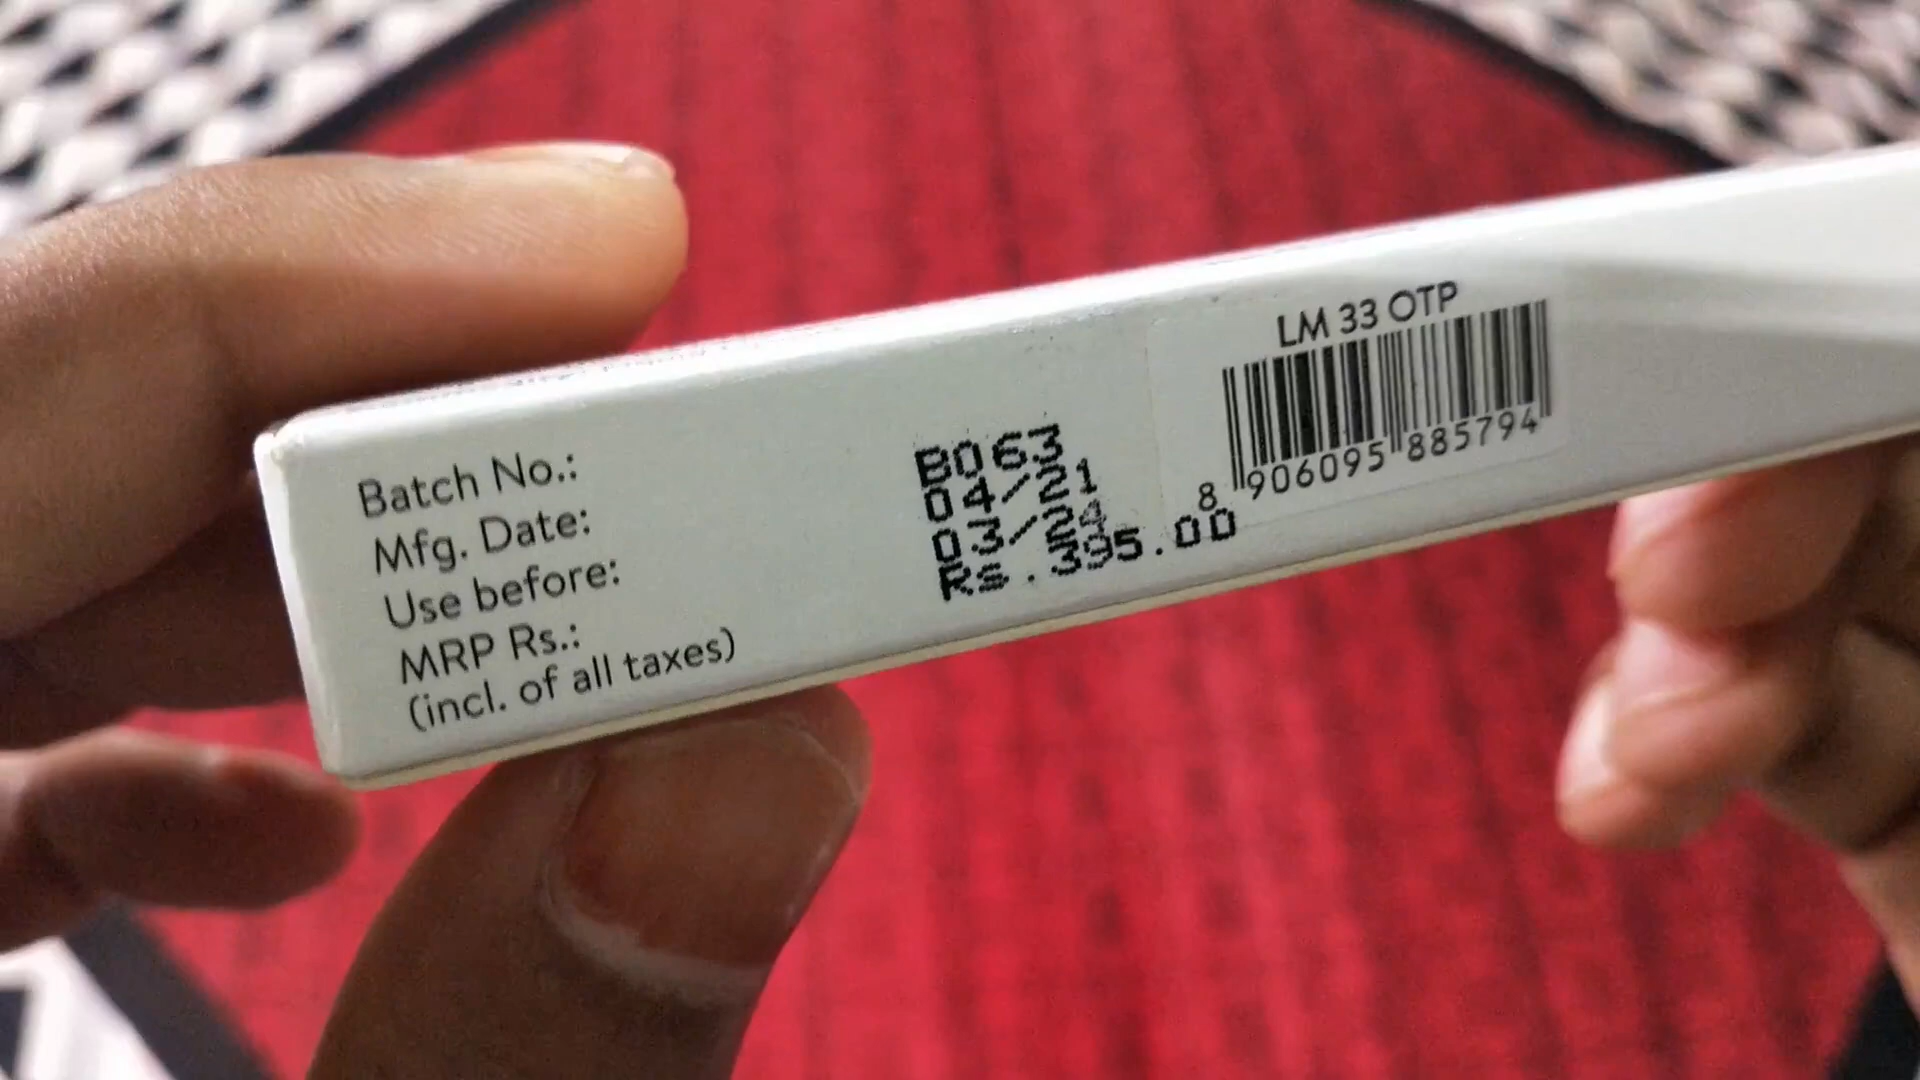 Batch No.: B063
Mfg. Date: 04/21
Use before: 03/24
MRP Rs.: Rs.395.00
(incl. of all taxes)
LM 33 OTP
8 906095 885794